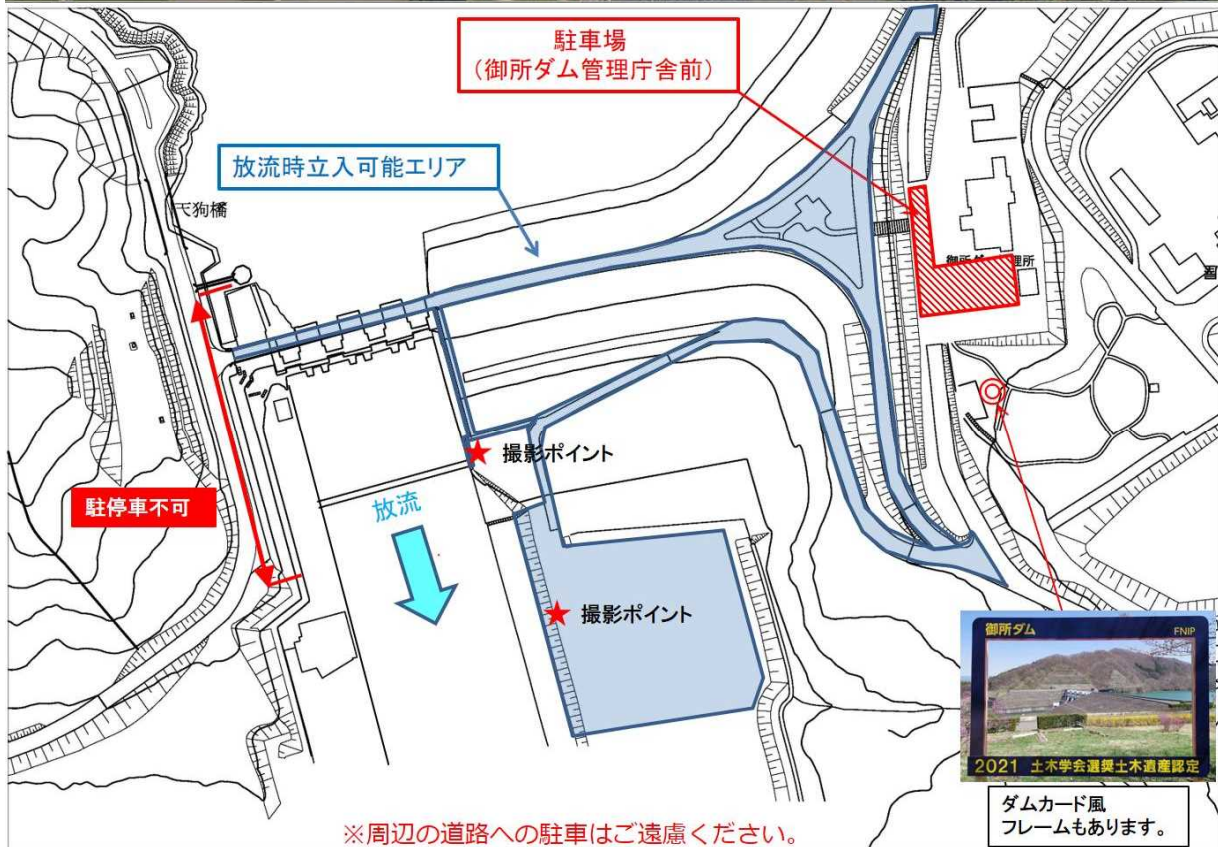 駐車場
(御所ダム管理庁舎前)
放流時立入可能エリア
天狗橋
撮影ポイント
駐停車不可
放流
撮影ポイント
御所ダム
FNIP
2021 土木学会選奨土木遺産認定
ダムカード風
フレームもあります。
※周辺の道路への駐車はご遠慮ください。